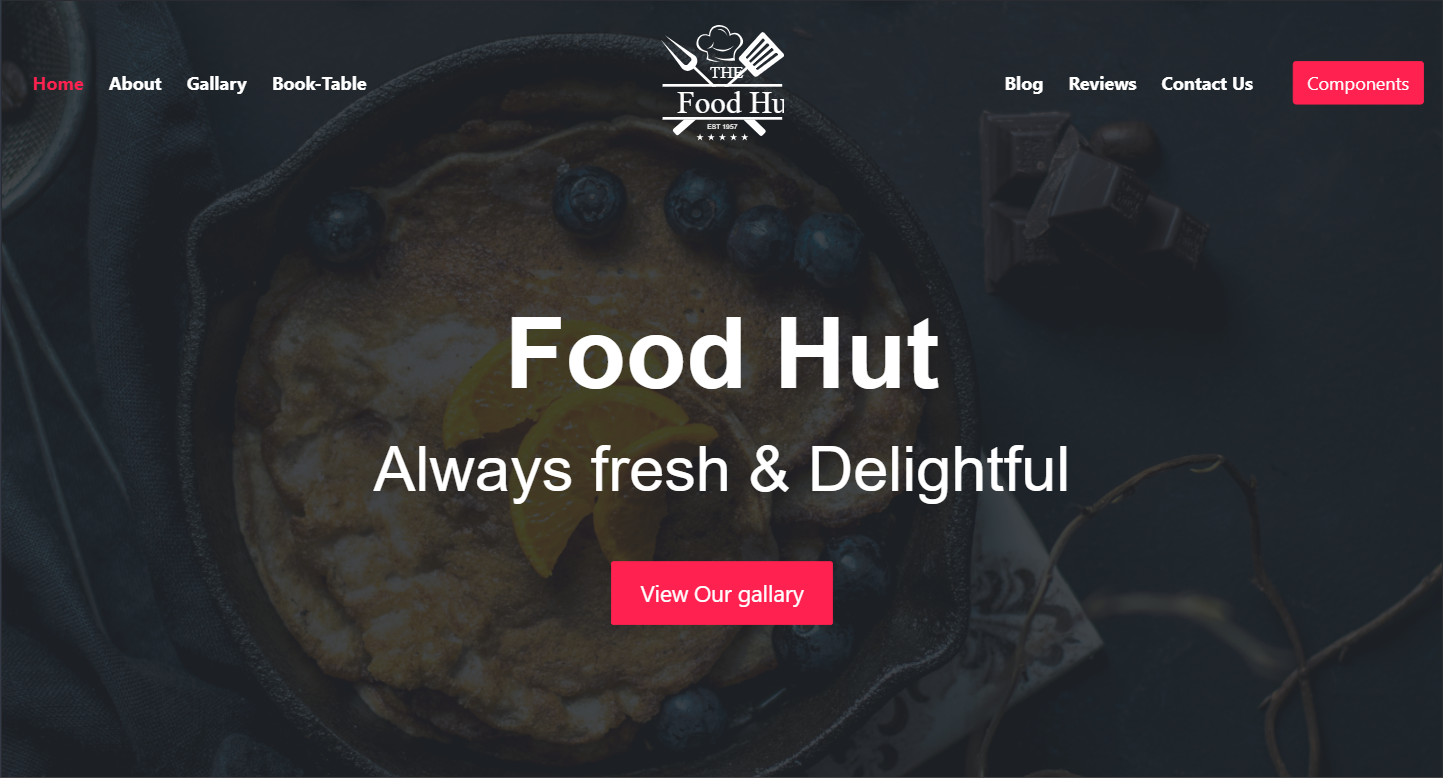 Home About Gallary Book-Table
THE
Food Hu
EST 1957
Blog Reviews Contact Us Components
Food Hut
Always fresh & Delightful
View Our gallary